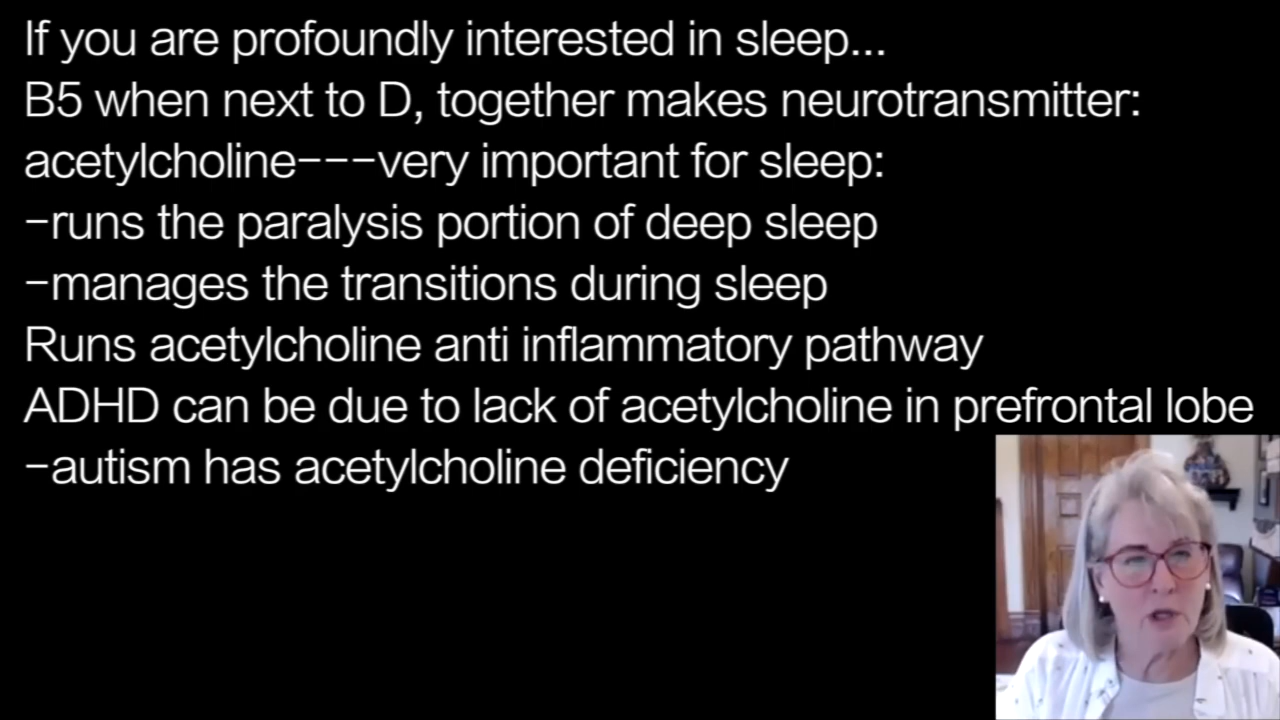 If you are profoundly interested in sleep...
B5 when next to D, together makes neurotransmitter:
acetylcholine---very important for sleep:
-runs the paralysis portion of deep sleep
-manages the transitions during sleep
Runs acetylcholine anti inflammatory pathway
ADHD can be due to lack of acetylcholine in prefrontal lobe
-autism has acetylcholine deficiency